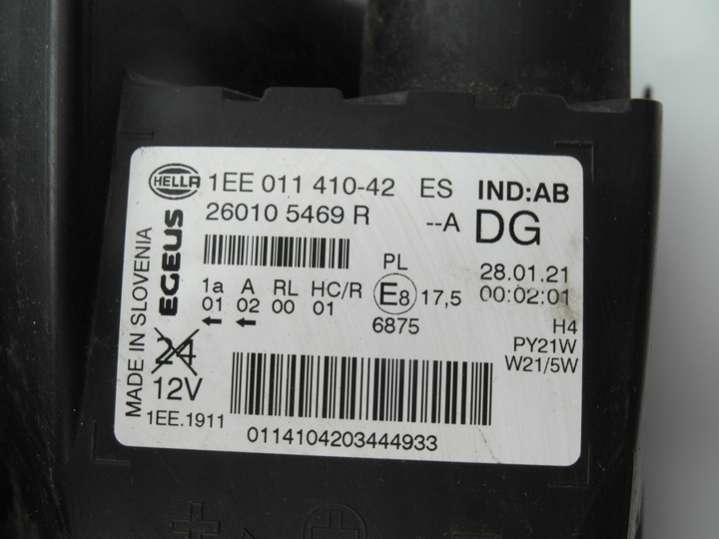 HELLA 1EE 011 410-42 ES IND:AB
26010 5469 R --A DG
MADE IN SLOVENIA
EGEUS
PL
28.01.21
00:02:01
1a A RL HC/R
01 02 00 01
E8 17,5
6875
H4
PY21W
W21/5W
24
12V
1EE.1911
0114104203444933